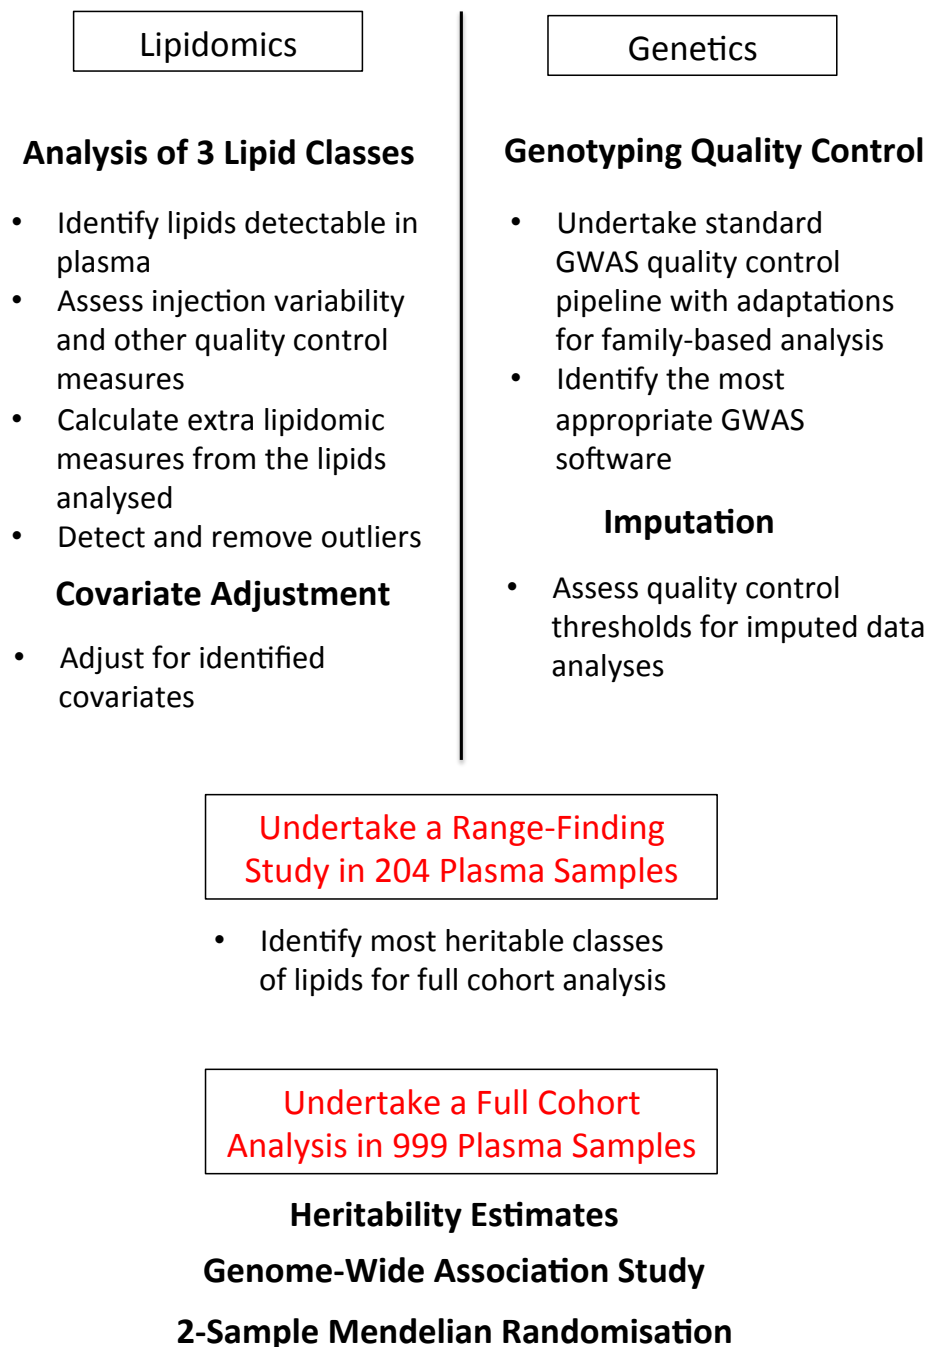 Lipidomics
Analysis of 3 Lipid Classes
• Identify lipids detectable in
plasma
• Assess injection variability
and other quality control
measures
• Calculate extra lipidomic
measures from the lipids
analysed
• Detect and remove outliers
Covariate Adjustment
• Adjust for identified
covariates
Genetics
Genotyping Quality Control
• Undertake standard
GWAS quality control
pipeline with adaptations
for family-based analysis
• Identify the most
appropriate GWAS
software
Imputation
• Assess quality control
thresholds for imputed data
analyses
Undertake a Range-Finding
Study in 204 Plasma Samples
• Identify most heritable classes
of lipids for full cohort analysis
Undertake a Full Cohort
Analysis in 999 Plasma Samples
Heritability Estimates
Genome-Wide Association Study
2-Sample Mendelian Randomisation